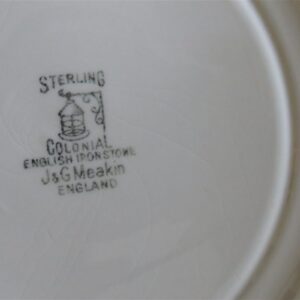 STERLING
COLONIAL
ENGLISH IRONSTONE
J&G Meakin
ENGLAND